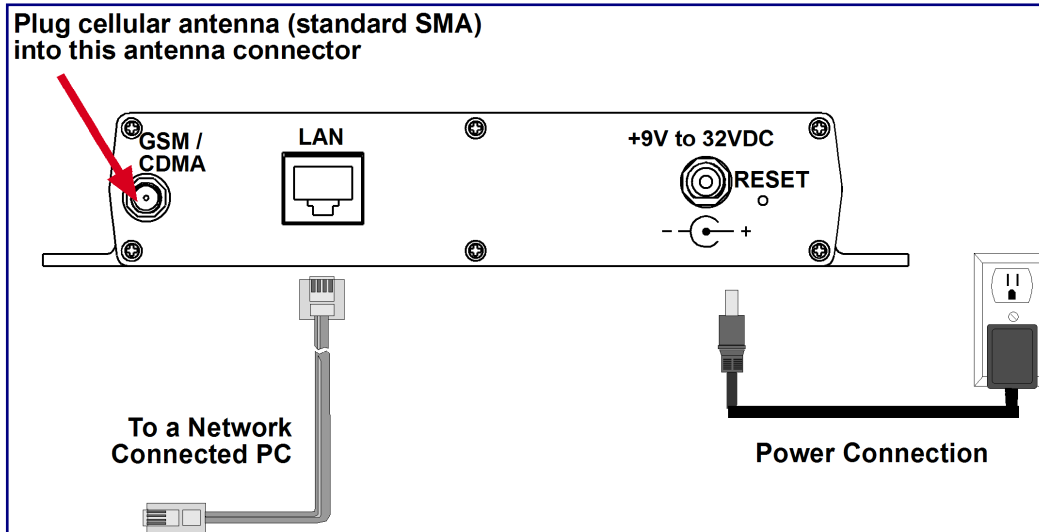 Plug cellular antenna (standard SMA)
into this antenna connector
GSM /
CDMA
LAN
+9V to 32VDC
RESET
- +
To a Network
Connected PC
Power Connection